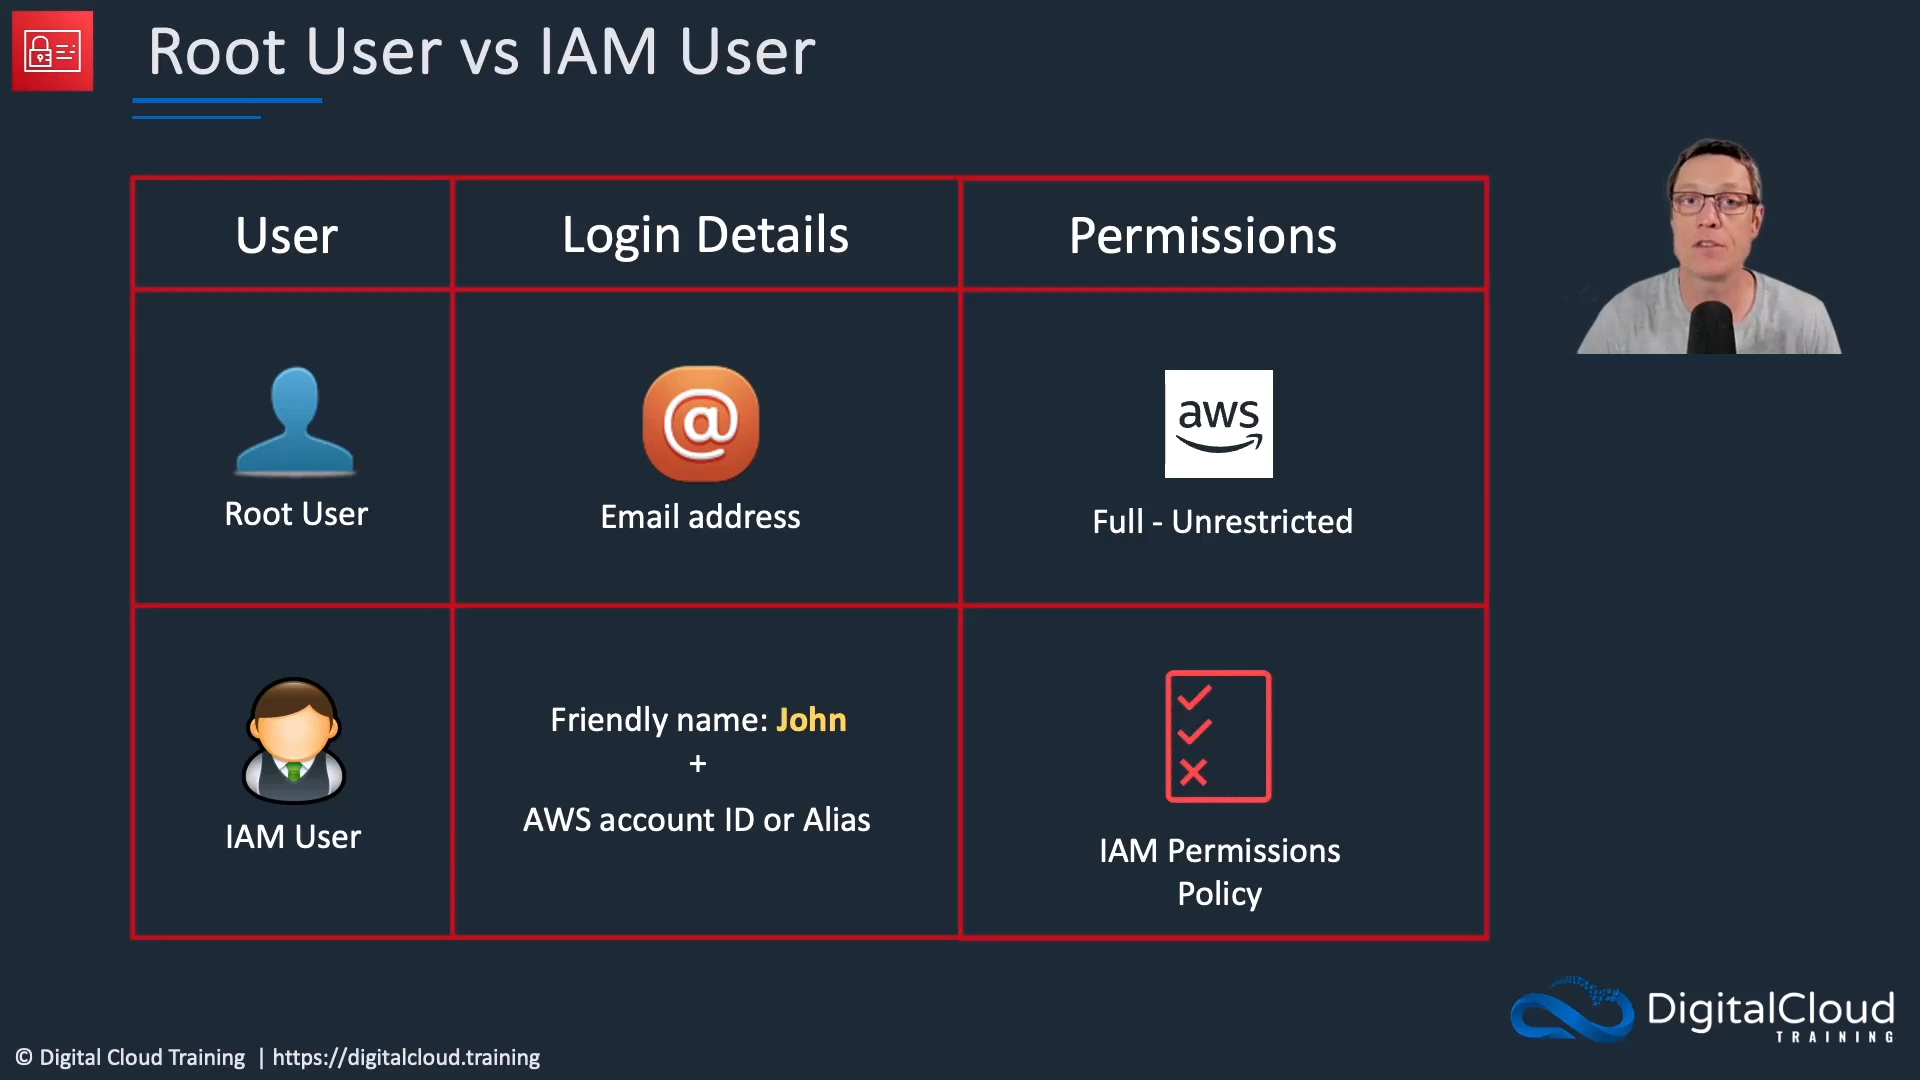 Root User vs IAM User
User
Login Details
Permissions
@
aws
Root User
Email address
Full - Unrestricted
Friendly name: John
+
AWS account ID or Alias
IAM User
IAM Permissions
Policy
DigitalCloud
TRAINING
© Digital Cloud Training | https://digitalcloud.training